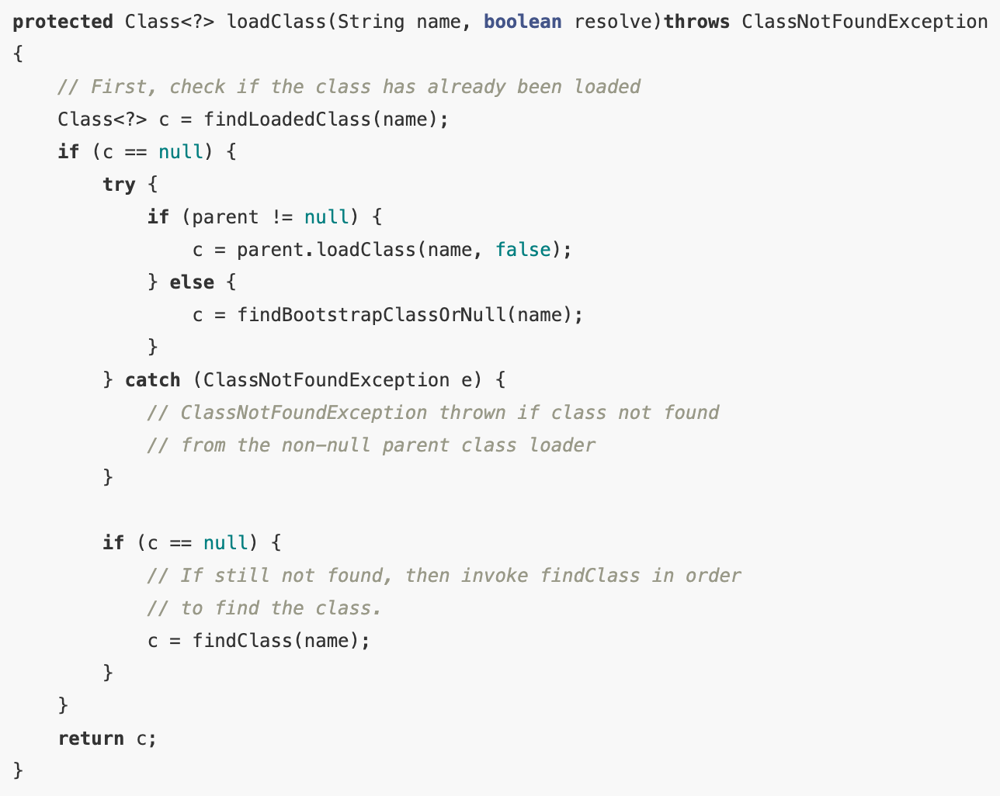 protected Class<?> loadClass(String name, boolean resolve)throws ClassNotFoundException
{
    // First, check if the class has already been loaded
    Class<?> c = findLoadedClass(name);
    if (c == null) {
        try {
            if (parent != null) {
                c = parent.loadClass(name, false);
            } else {
                c = findBootstrapClassOrNull(name);
            }
        } catch (ClassNotFoundException e) {
            // ClassNotFoundException thrown if class not found
            // from the non-null parent class loader
        }

        if (c == null) {
            // If still not found, then invoke findClass in order
            // to find the class.
            c = findClass(name);
        }
    }
    return c;
}